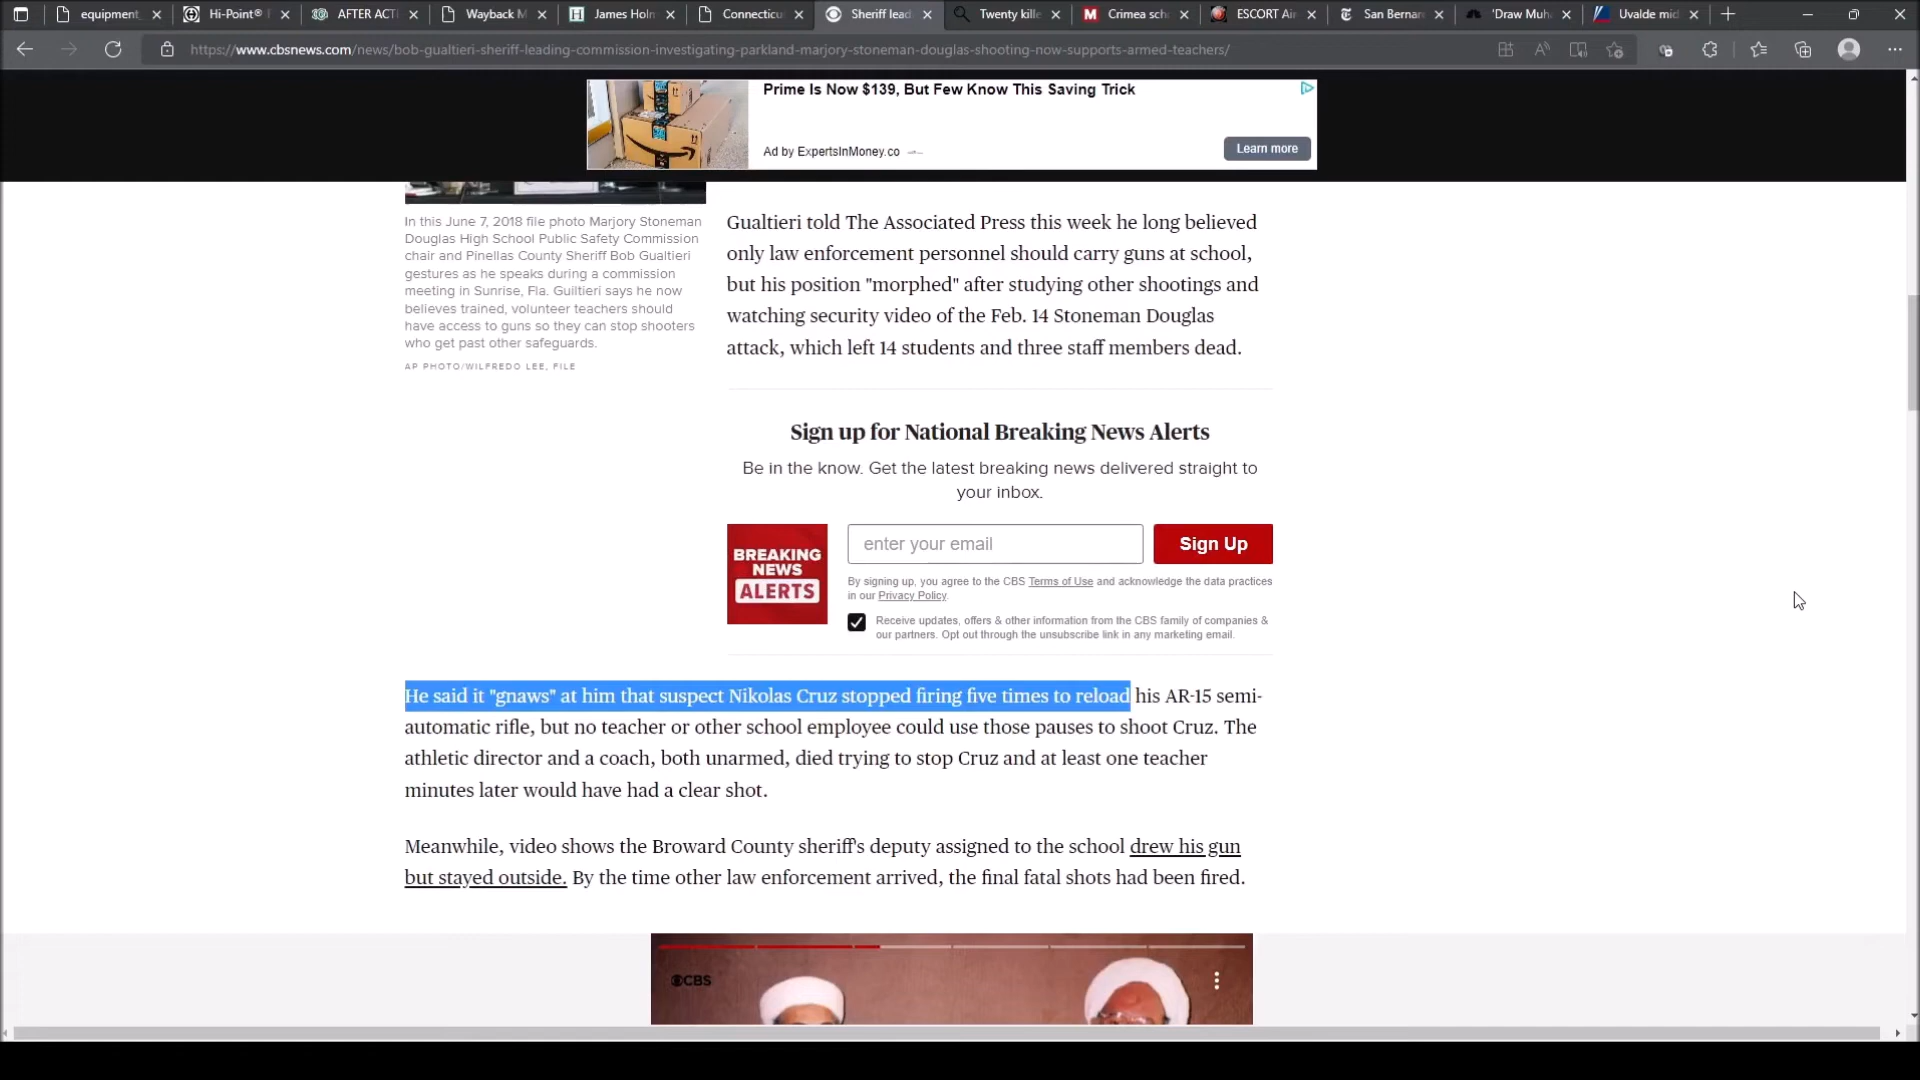 equipment_
Hi-Point®
AFTER ACTI
Wayback M
James Holm
Connecticu
Sheriff lead
Twenty kille
Crimea scho
ESCORT Air
San Bernar
'Draw Muh
Uvalde mid
https://www.cbsnews.com/news/bob-gualtieri-sheriff-leading-commission-investigating-parkland-marjory-stoneman-douglas-shooting-now-supports-armed-teachers/
Prime Is Now $139, But Few Know This Saving Trick
Ad by ExpertsInMoney.co
Learn more
In this June 7, 2018 file photo Marjory Stoneman
Douglas High School Public Safety Commission
chair and Pinellas County Sheriff Bob Gualtieri
gestures as he speaks during a commission
meeting in Sunrise, Fla. Guiltieri says he now
believes trained, volunteer teachers should
have access to guns so they can stop shooters
who get past other safeguards.
AP PHOTO/WILFREDO LEE, FILE
Gualtieri told The Associated Press this week he long believed
only law enforcement personnel should carry guns at school,
but his position "morphed" after studying other shootings and
watching security video of the Feb. 14 Stoneman Douglas
attack, which left 14 students and three staff members dead.
Sign up for National Breaking News Alerts
Be in the know. Get the latest breaking news delivered straight to
your inbox.
BREAKING
NEWS
ALERTS
enter your email
Sign Up
By signing up, you agree to the CBS Terms of Use and acknowledge the data practices
in our Privacy Policy.
Receive updates, offers & other information from the CBS family of companies &
our partners. Opt out through the unsubscribe link in any marketing email.
He said it "gnaws" at him that suspect Nikolas Cruz stopped firing five times to reload his AR-15 semi-
automatic rifle, but no teacher or other school employee could use those pauses to shoot Cruz. The
athletic director and a coach, both unarmed, died trying to stop Cruz and at least one teacher
minutes later would have had a clear shot.
Meanwhile, video shows the Broward County sheriff's deputy assigned to the school drew his gun
but stayed outside. By the time other law enforcement arrived, the final fatal shots had been fired.
CBS